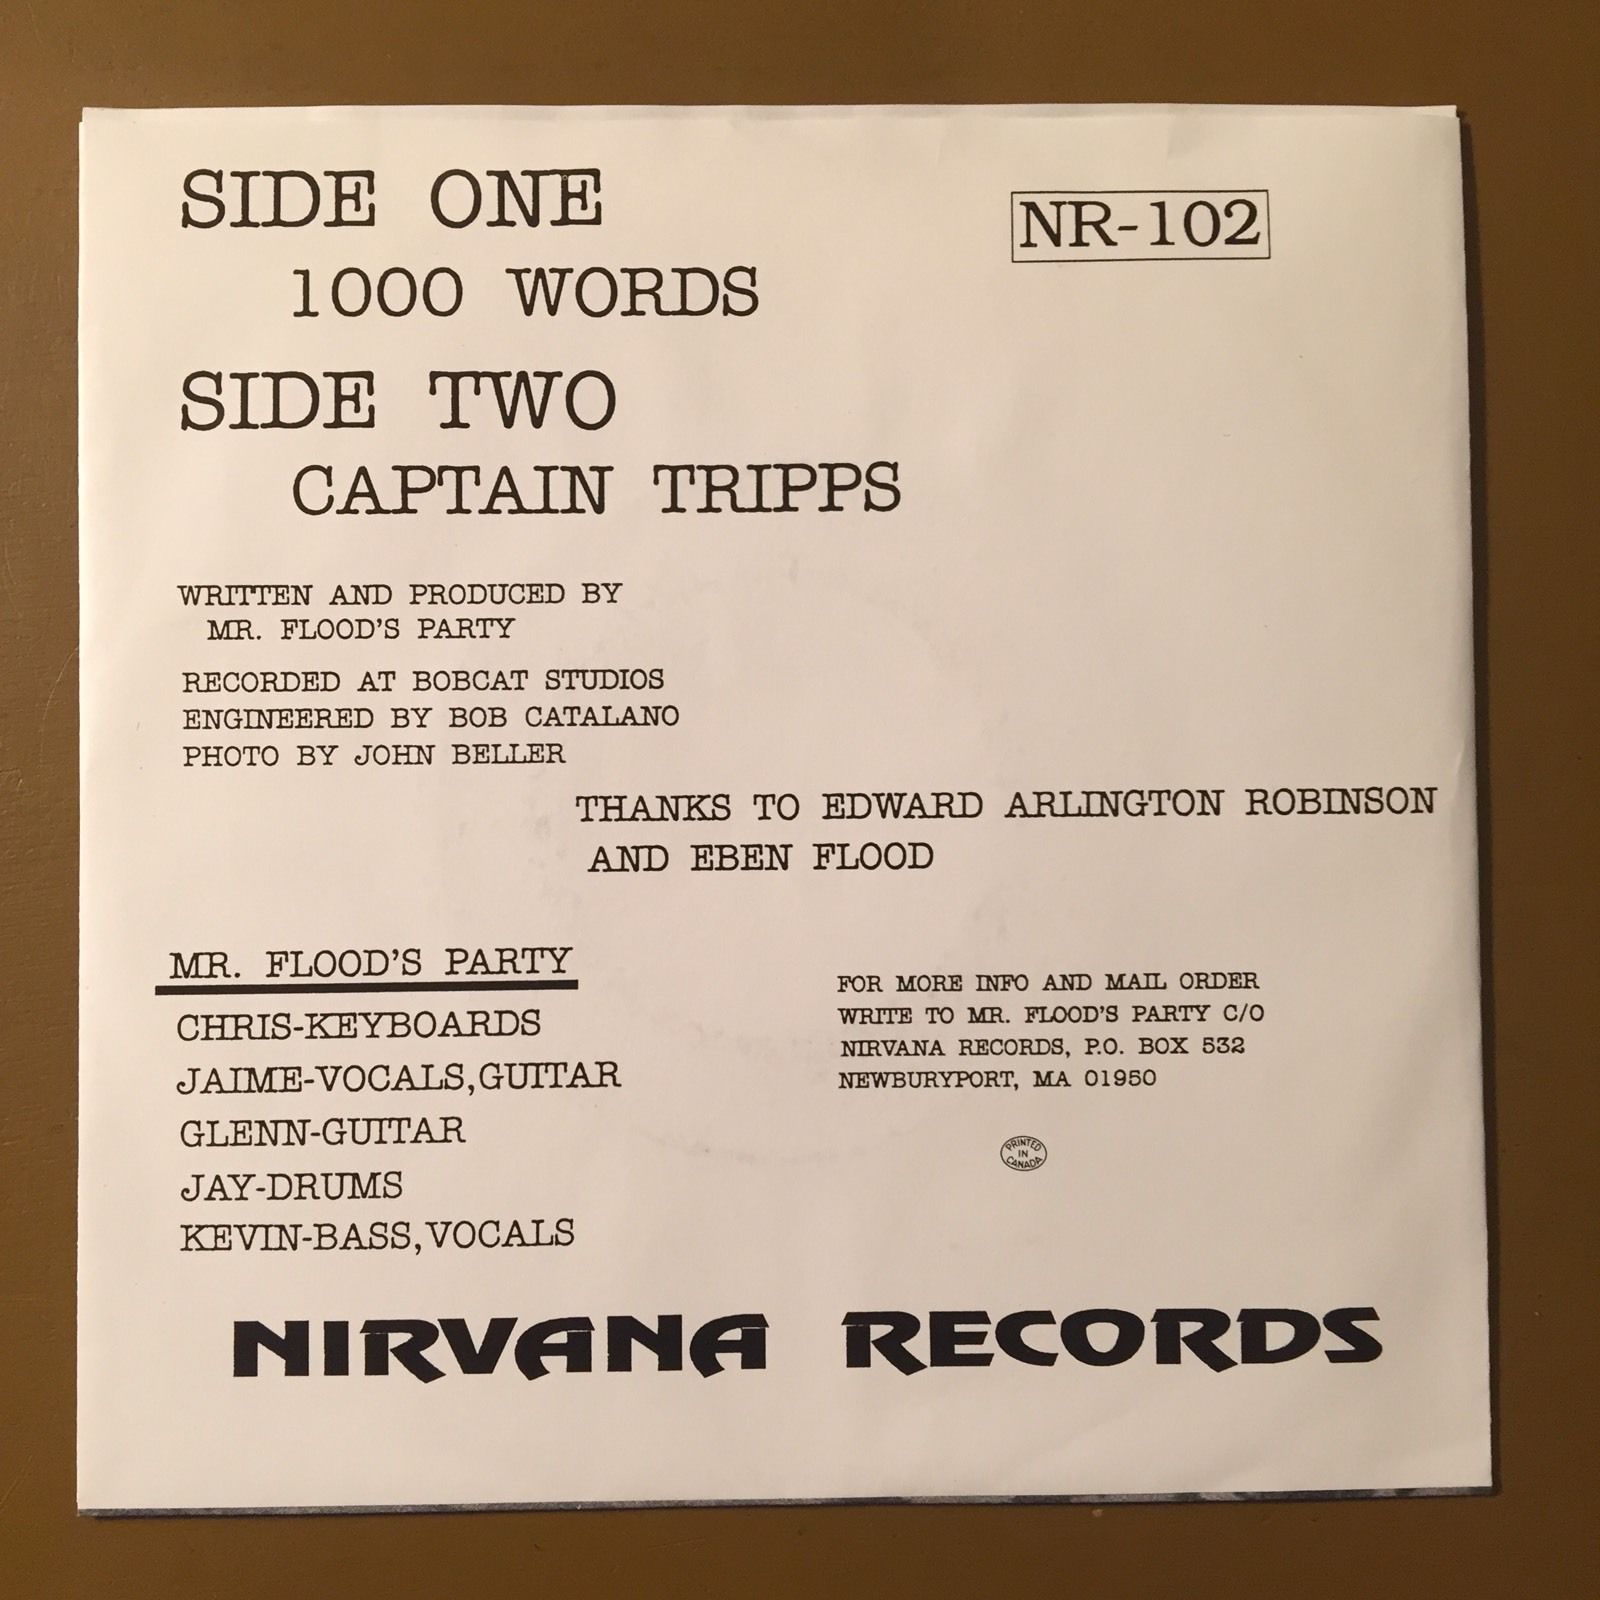 SIDE ONE
NR-102
1000 WORDS
SIDE TWO
CAPTAIN TRIPPS
WRITTEN AND PRODUCED BY
MR. FLOOD'S PARTY
RECORDED AT BOBCAT STUDIOS
ENGINEERED BY BOB CATALANO
PHOTO BY JOHN BELLER
THANKS TO EDWARD ARLINGTON ROBINSON
AND EBEN FLOOD
MR. FLOOD'S PARTY
CHRIS-KEYBOARDS
JAIME-VOCALS,GUITAR
GLENN-GUITAR
JAY-DRUMS
KEVIN-BASS,VOCALS
FOR MORE INFO AND MAIL ORDER
WRITE TO MR. FLOOD'S PARTY C/O
NIRVANA RECORDS, P.O. BOX 532
NEWBURYPORT, MA 01950
PRINTED
IN
CANADA
NIRVANA RECORDS